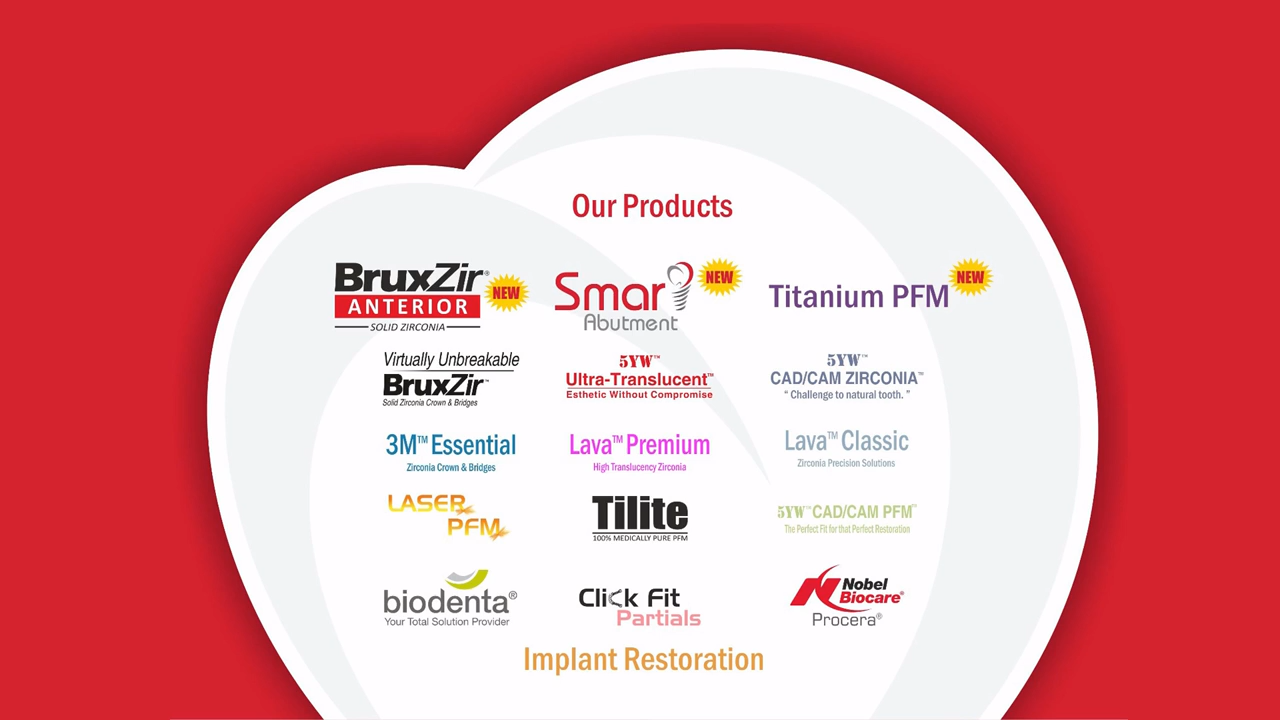 Our Products
BruxZir®
ANTERIOR
SOLID ZIRCONIA
NEW
Smar
Abutment
NEW
Titanium PFM
NEW
Virtually Unbreakable
BruxZir™
Solid Zirconia Crown & Bridges
5YW™
Ultra-Translucent™
Esthetic Without Compromise
5YW™
CAD/CAM ZIRCONIA™
“ Challenge to natural tooth. ”
3M™ Essential
Zirconia Crown & Bridges
Lava™ Premium
High Translucency Zirconia
Lava™ Classic
Zirconia Precision Solutions
LASER
PFM
Tilite
100% MEDICALLY PURE PFM
5YW™ CAD/CAM PFM™
The Perfect Fit for that Perfect Restoration
biodenta®
Your Total Solution Provider
Click Fit
Partials
Nobel
Biocare®
Procera®
Implant Restoration